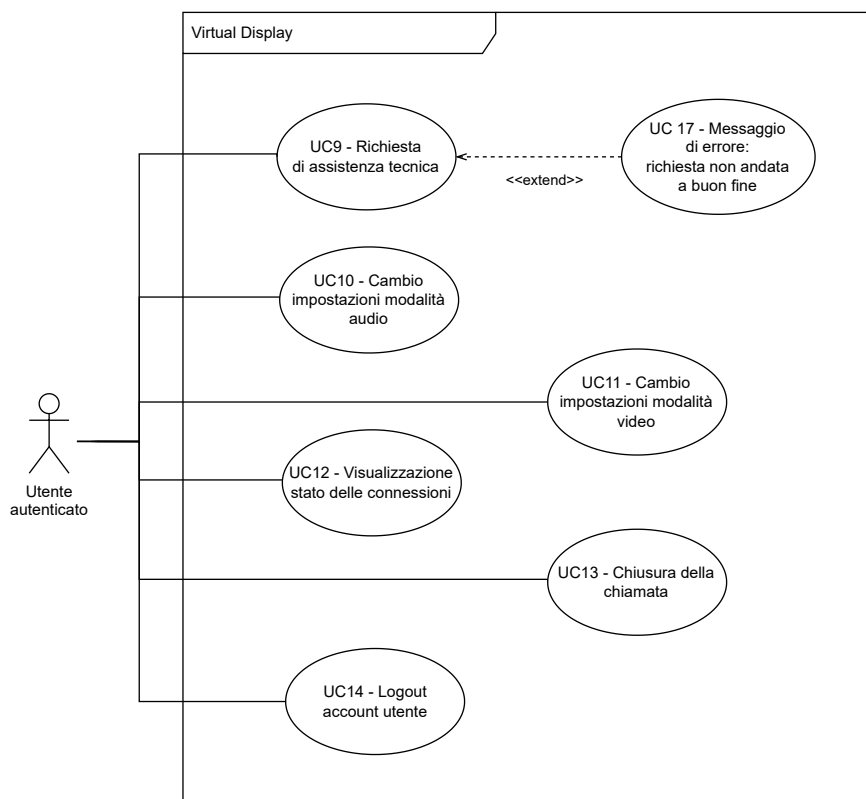 Virtual Display
UC9 - Richiesta
di assistenza tecnica
UC 17 - Messaggio
di errore:
richiesta non andata
a buon fine
<<extend>>
UC10 - Cambio
impostazioni modalità
audio
UC11 - Cambio
impostazioni modalità
video
UC12 - Visualizzazione
stato delle connessioni
Utente
autenticato
UC13 - Chiusura della
chiamata
UC14 - Logout
account utente